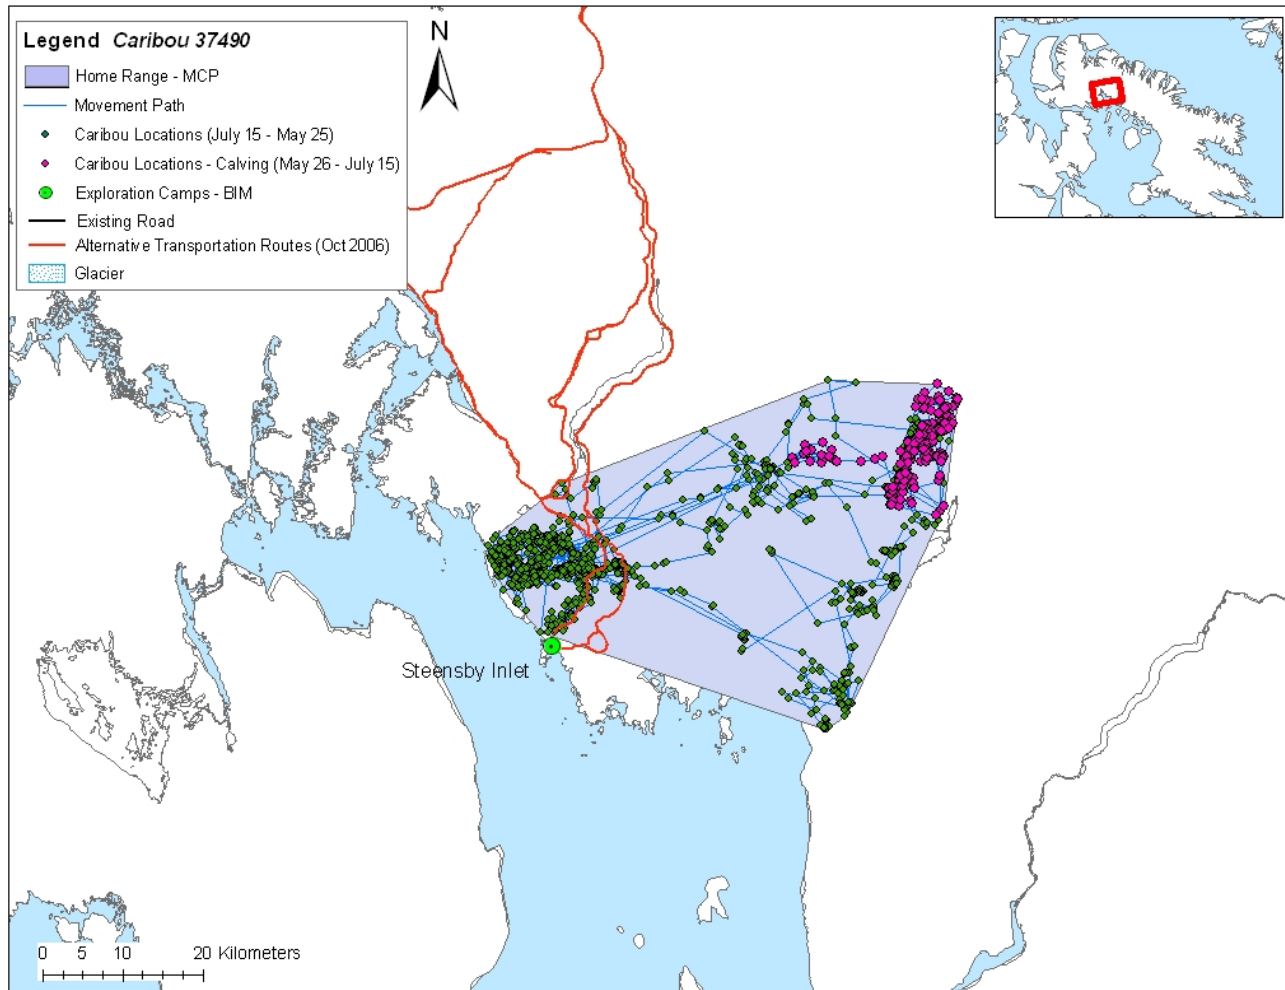 Legend Caribou 37490
Home Range - MCP
Movement Path
Caribou Locations (July 15 - May 25)
Caribou Locations - Calving (May 26 - July 15)
Exploration Camps - BIM
Existing Road
Alternative Transportation Routes (Oct 2006)
Glacier
N
Steensby Inlet
0 5 10 20 Kilometers